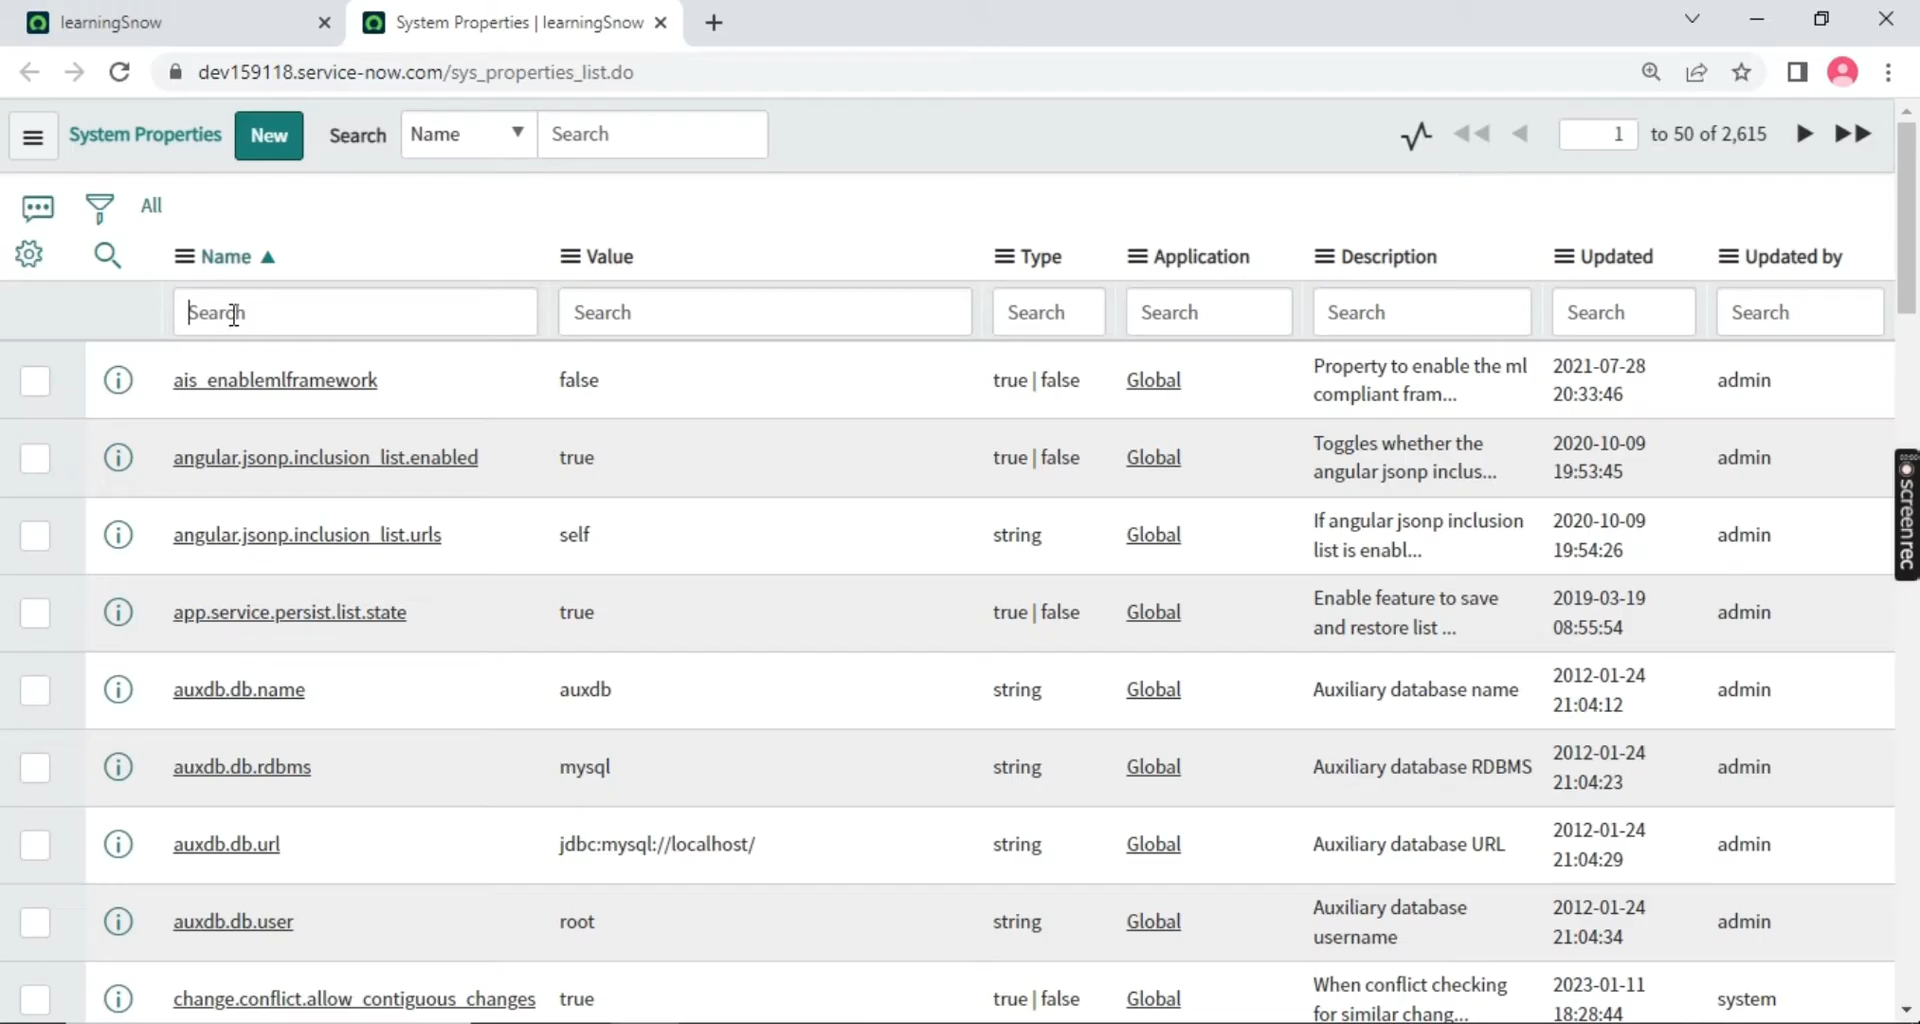 learningSnow
System Properties | learningSnow
dev159118.service-now.com/sys_properties_list.do
System Properties New Search Name Search 1 to 50 of 2,615
All
Name Value Type Application Description Updated Updated by
Search Search Search Search Search Search Search
ais_enablemlframework false true | false Global Property to enable the ml compliant fram... 2021-07-28 20:33:46 admin
angular.jsonp.inclusion_list.enabled true true | false Global Toggles whether the angular jsonp inclus... 2020-10-09 19:53:45 admin
angular.jsonp.inclusion_list.urls self string Global If angular jsonp inclusion list is enabl... 2020-10-09 19:54:26 admin
app.service.persist.list.state true true | false Global Enable feature to save and restore list ... 2019-03-19 08:55:54 admin
auxdb.db.name auxdb string Global Auxiliary database name 2012-01-24 21:04:12 admin
auxdb.db.rdbms mysql string Global Auxiliary database RDBMS 2012-01-24 21:04:23 admin
auxdb.db.url jdbc:mysql://localhost/ string Global Auxiliary database URL 2012-01-24 21:04:29 admin
auxdb.db.user root string Global Auxiliary database username 2012-01-24 21:04:34 admin
change.conflict.allow_contiguous_changes true true | false Global When conflict checking for similar chang... 2023-01-11 18:28:44 system
screenrec